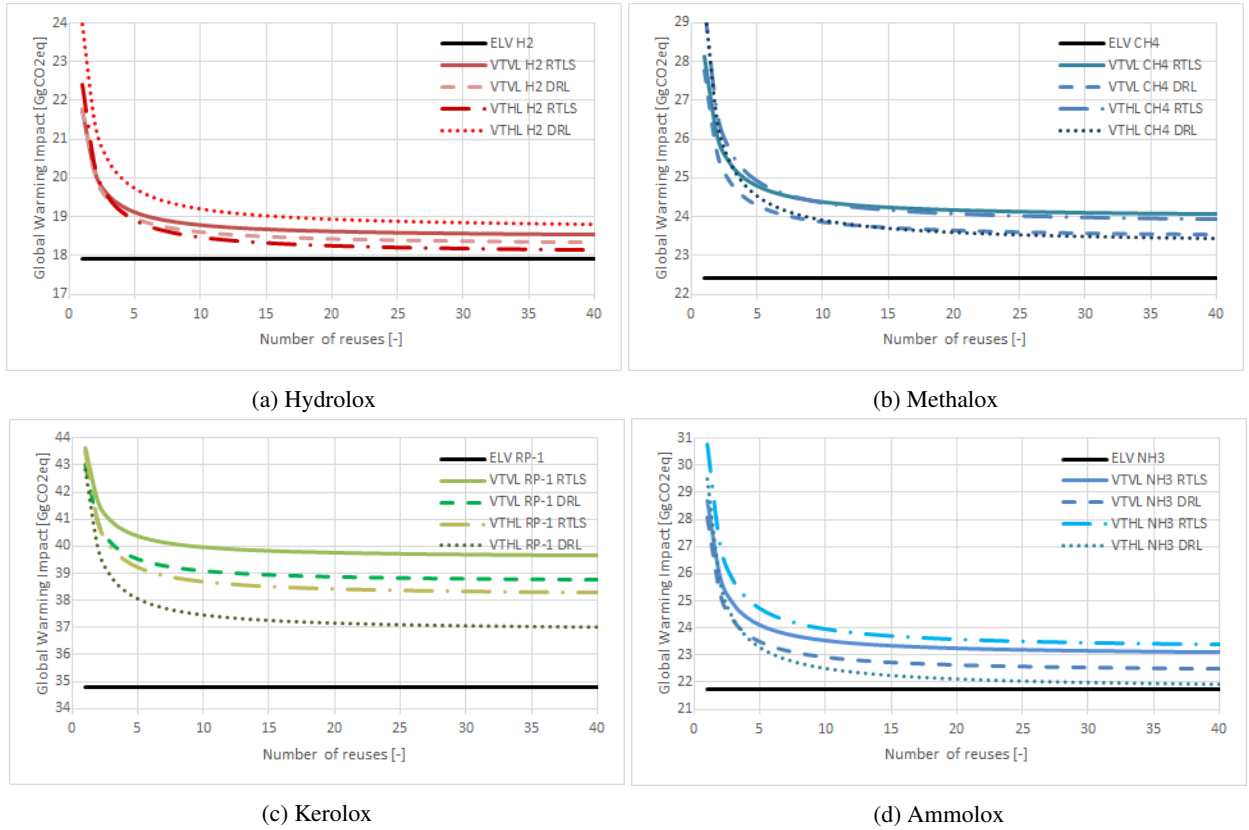 Global Warming Impact [GgCO2eq]
24
23
22
21
20
19
18
17
0 5 10 15 20 25 30 35 40
Number of reuses [-]
ELV H2
VTVL H2 RTLS
VTVL H2 DRL
VTHL H2 RTLS
VTHL H2 DRL
(a) Hydrolox
Global Warming Impact [GgCO2eq]
29
28
27
26
25
24
23
22
0 5 10 15 20 25 30 35 40
Number of reuses [-]
ELV CH4
VTVL CH4 RTLS
VTVL CH4 DRL
VTHL CH4 RTLS
VTHL CH4 DRL
(b) Methalox
Global Warming Impact [GgCO2eq]
44
43
42
41
40
39
38
37
36
35
34
0 5 10 15 20 25 30 35 40
Number of reuses [-]
ELV RP-1
VTVL RP-1 RTLS
VTVL RP-1 DRL
VTHL RP-1 RTLS
VTHL RP-1 DRL
(c) Kerolox
Global Warming Impact [GgCO2eq]
31
30
29
28
27
26
25
24
23
22
21
0 5 10 15 20 25 30 35 40
Number of reuses [-]
ELV NH3
VTVL NH3 RTLS
VTVL NH3 DRL
VTHL NH3 RTLS
VTHL NH3 DRL
(d) Ammolox